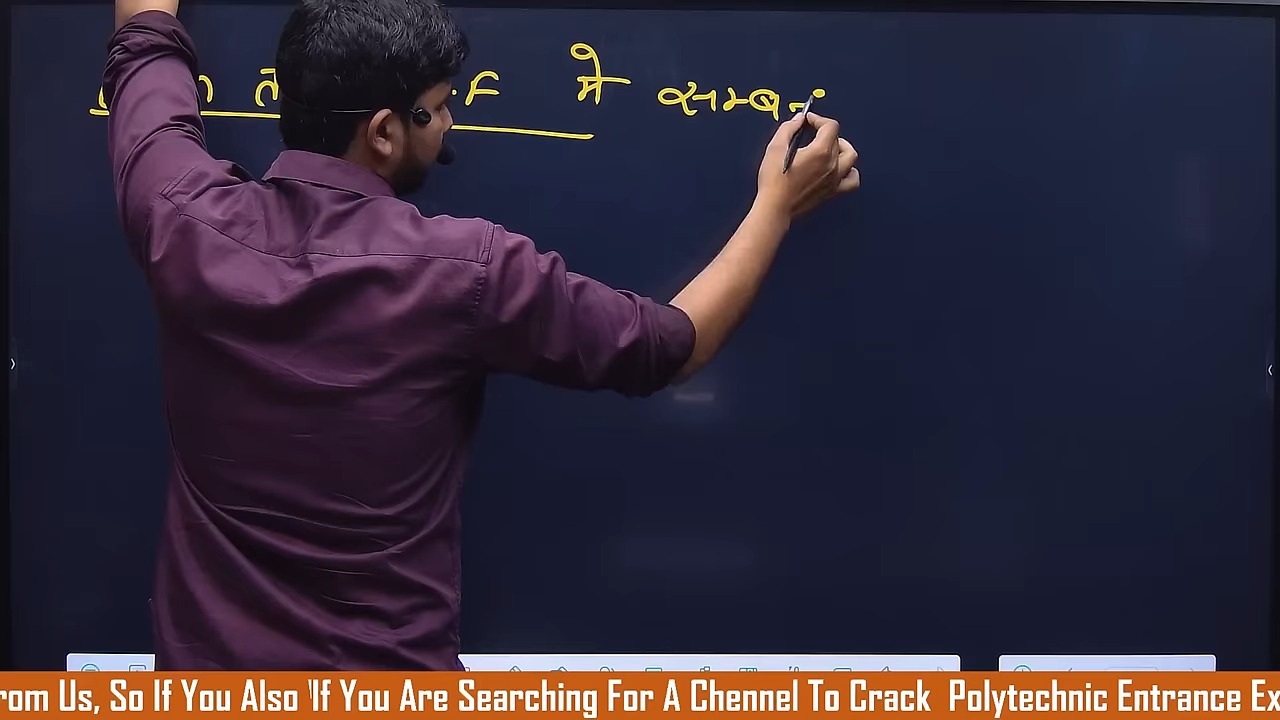 .F में सम्बन
rom Us, So If You Also 'If You Are Searching For A Chennel To Crack Polytechnic Entrance Ex